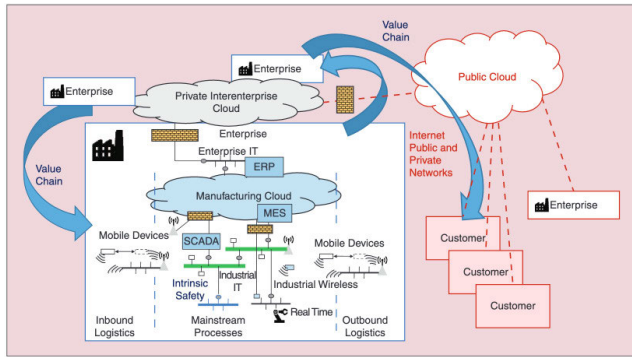 Value
Chain
Enterprise
Enterprise
Private Interenterprise
Cloud
Public Cloud
Enterprise
Enterprise IT
ERP
Value
Chain
Internet
Public and
Private
Networks
Manufacturing Cloud
MES
Enterprise
Mobile Devices
SCADA
Mobile Devices
Customer
Customer
Customer
Industrial
IT
Intrinsic
Safety
Industrial Wireless
Real Time
Inbound
Logistics
Mainstream
Processes
Outbound
Logistics